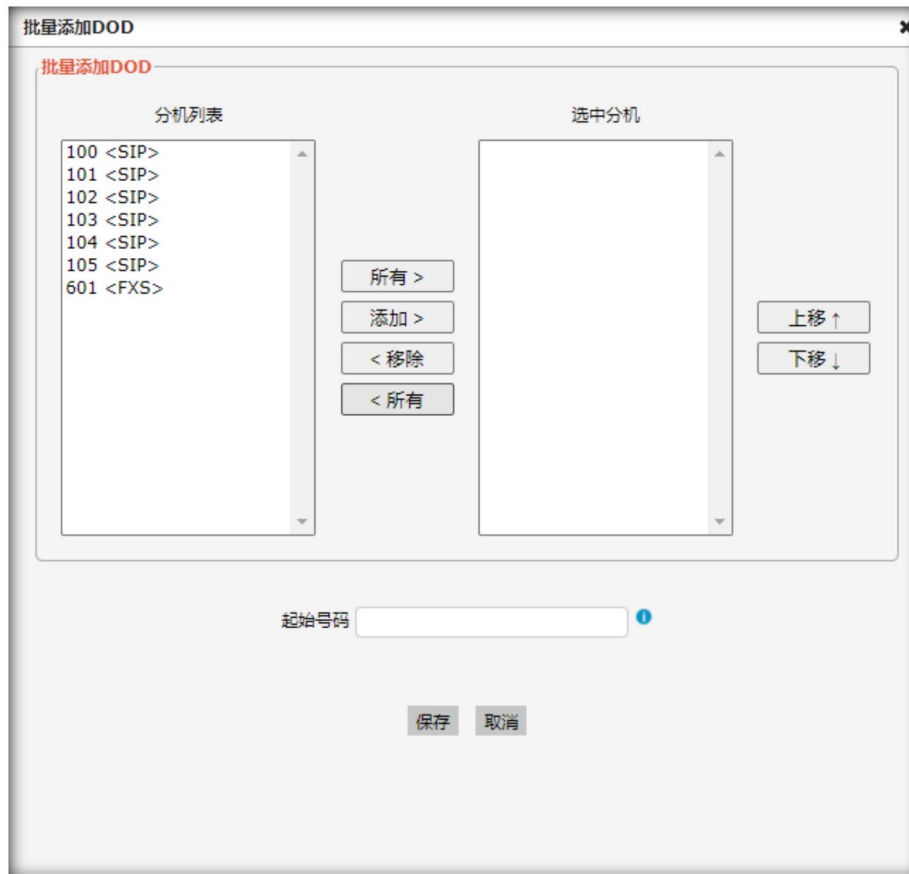 批量添加DOD
批量添加DOD
分机列表
选中分机
100 <SIP>
101 <SIP>
102 <SIP>
103 <SIP>
104 <SIP>
105 <SIP>
601 <FXS>
所有 >
添加 >
< 移除
< 所有
上移 ↑
下移 ↓
起始号码
保存 取消